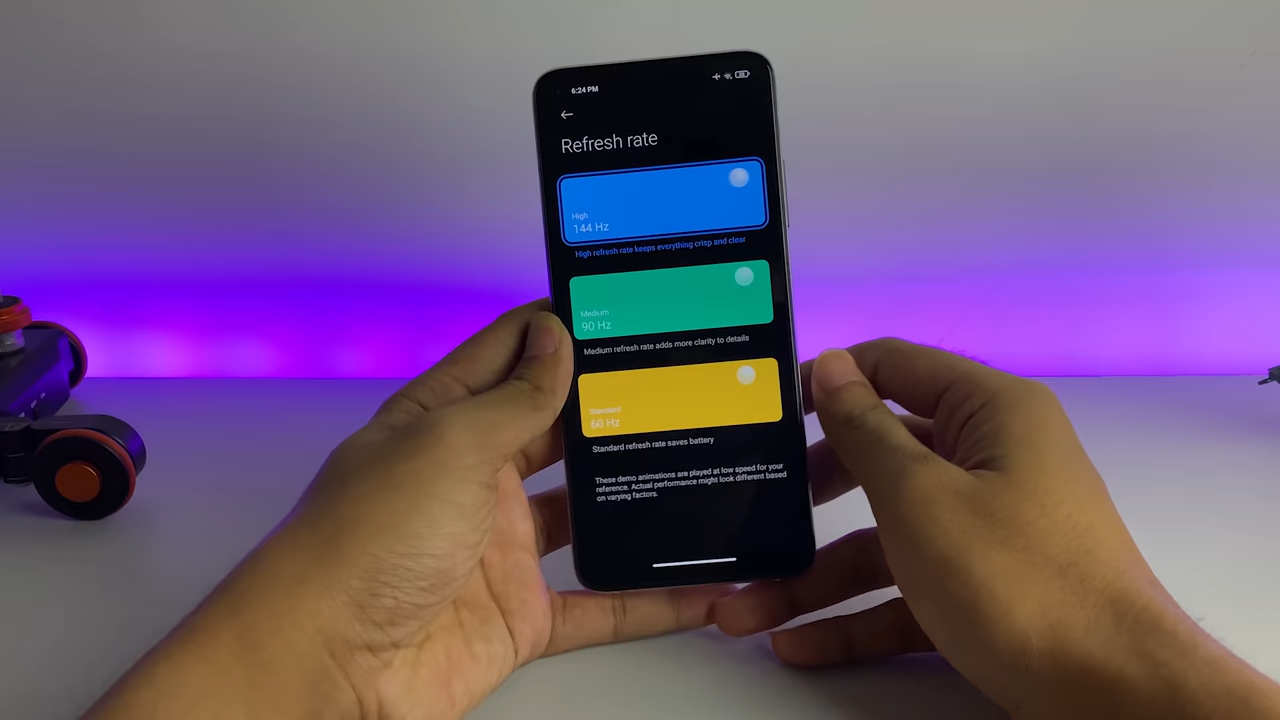 6:24 PM
Refresh rate
High
144 Hz
High refresh rate keeps everything crisp and clear
Medium
90 Hz
Medium refresh rate adds more clarity to details
Standard
60 Hz
Standard refresh rate saves battery
These demo animations are played at low speed for your
reference. Actual performance might look different based
on varying factors.